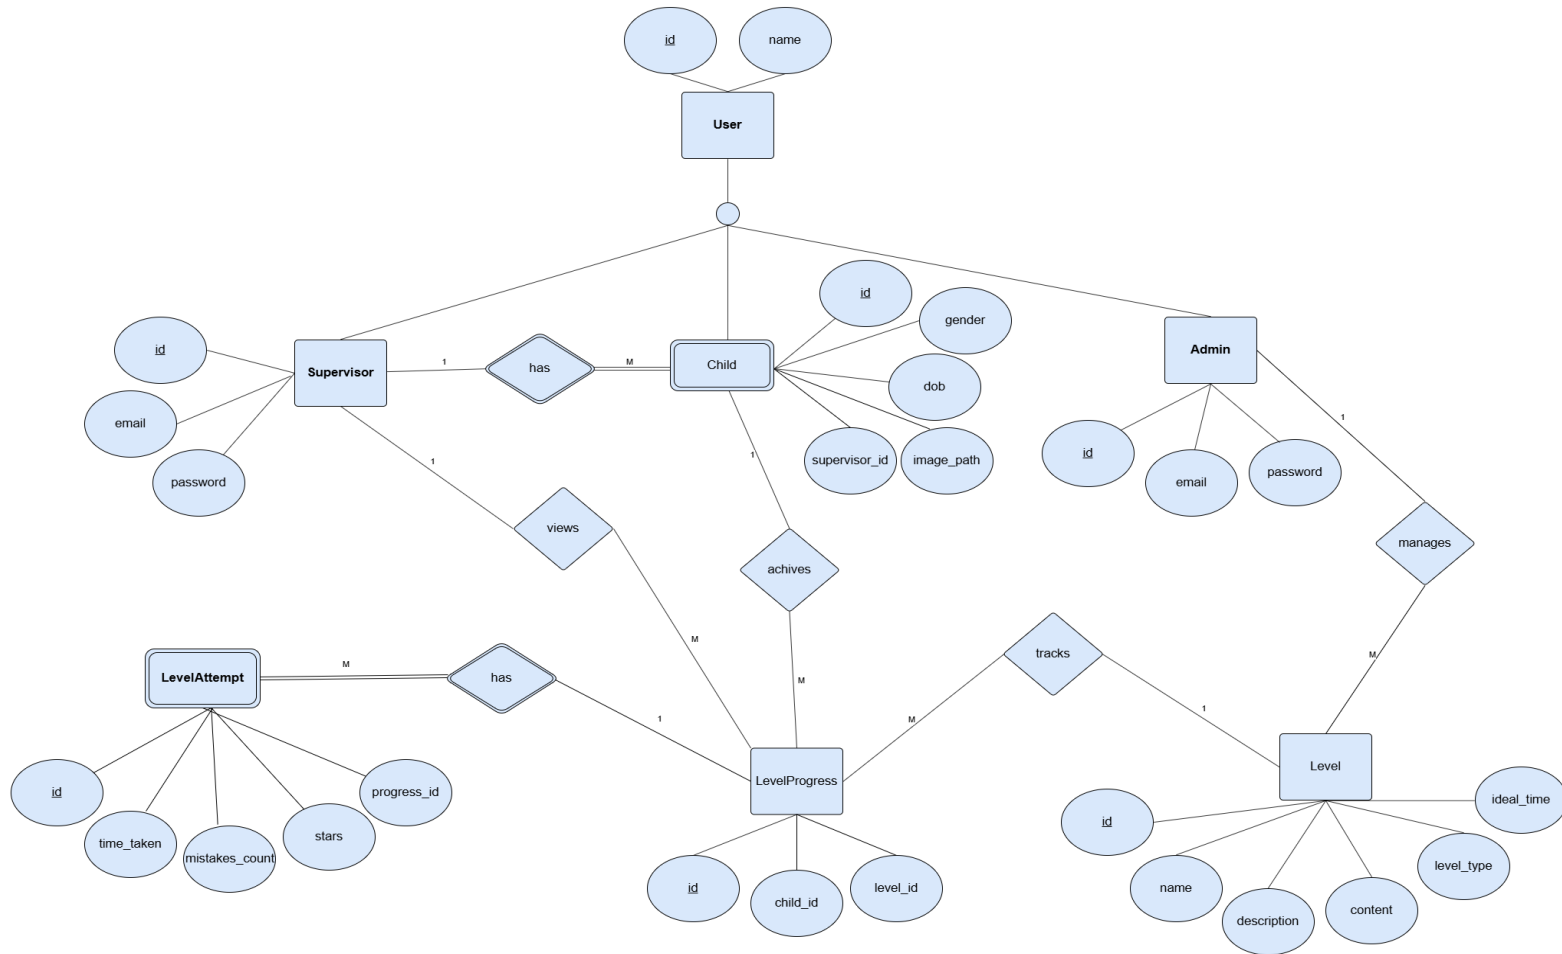 id
name
User
id
gender
Admin
id
Supervisor
1
has
M
Child
dob
email
supervisor_id
image_path
id
email
password
1
password
1
1
views
achives
manages
M
tracks
M
LevelAttempt
M
has
M
1
M
1
LevelProgress
Level
id
time_taken
mistakes_count
stars
progress_id
id
child_id
level_id
id
name
description
content
level_type
ideal_time